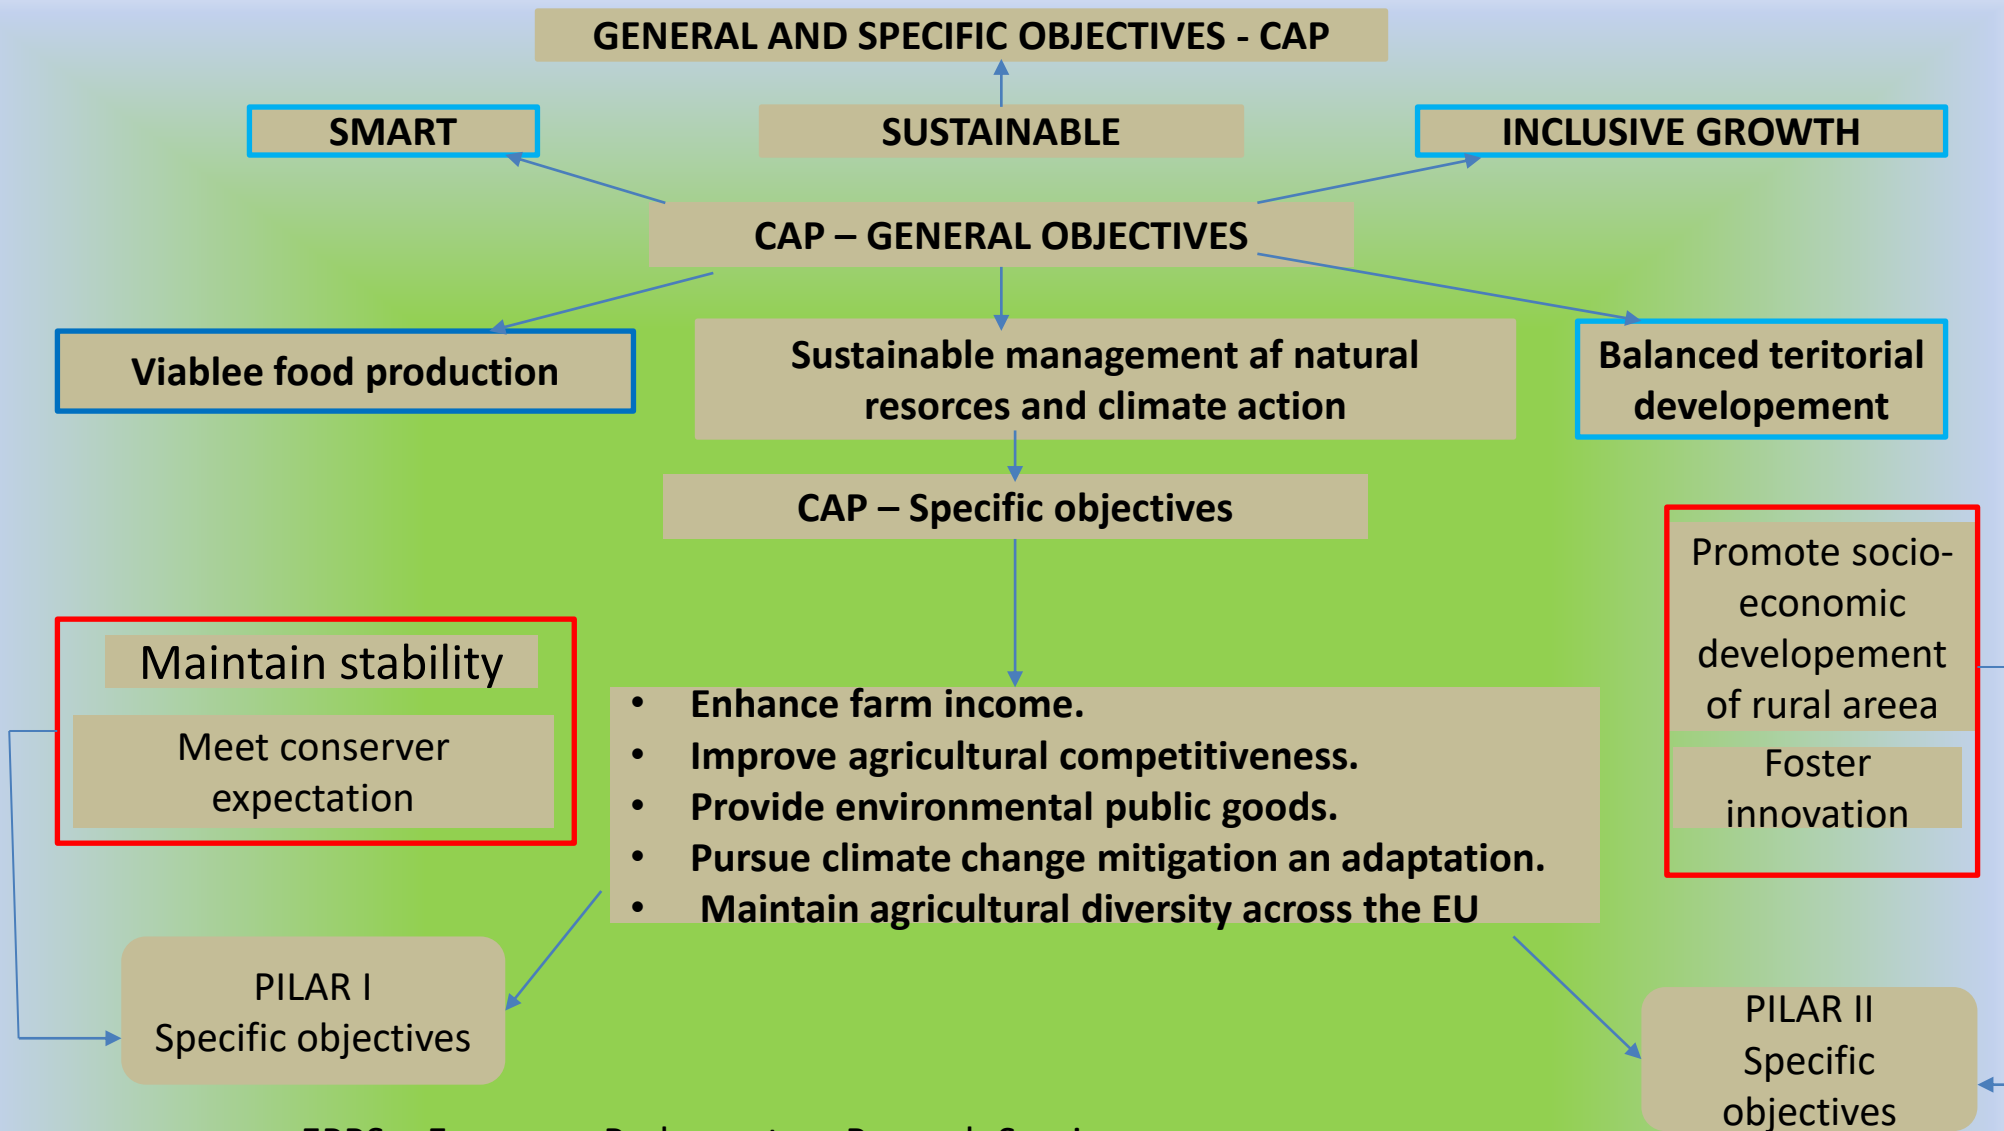 GENERAL AND SPECIFIC OBJECTIVES - CAP
SMART
SUSTAINABLE
INCLUSIVE GROWTH
CAP – GENERAL OBJECTIVES
Viablee food production
Sustainable management af natural
resorces and climate action
Balanced teritorial
developement
CAP – Specific objectives
Maintain stability
Meet conserver
expectation
• Enhance farm income.
• Improve agricultural competitiveness.
• Provide environmental public goods.
• Pursue climate change mitigation an adaptation.
• Maintain agricultural diversity across the EU
Promote socio-
economic
developement
of rural areea
Foster
innovation
PILAR I
Specific objectives
PILAR II
Specific
objectives